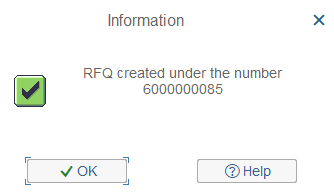 Information
RFQ created under the number
6000000085
OK
Help